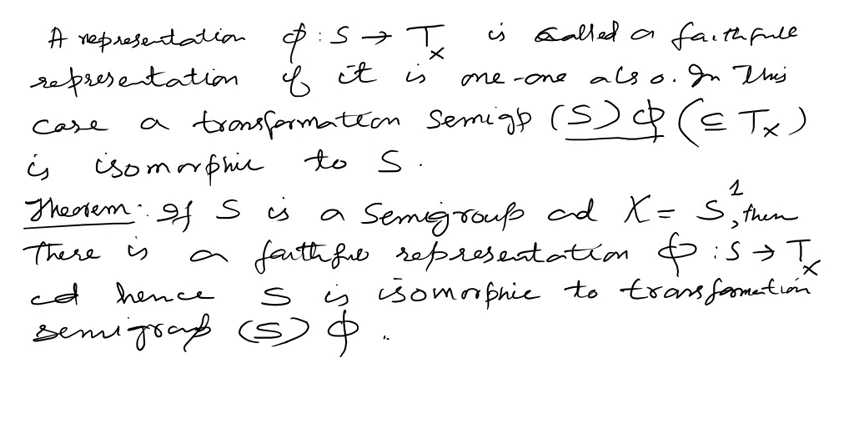 A representation ϕ : S → T_X is called a faithfull
representation if it is one-one also. In this
case a transformation Semigp (S)ϕ (⊆ T_X)
is isomorphic to S.
Theorem: If S is a Semigroup ad X = S^1, then
There is a faithful representation ϕ : S → T_X
ad hence S is isomorphic to transformation
semigroup (S)ϕ.